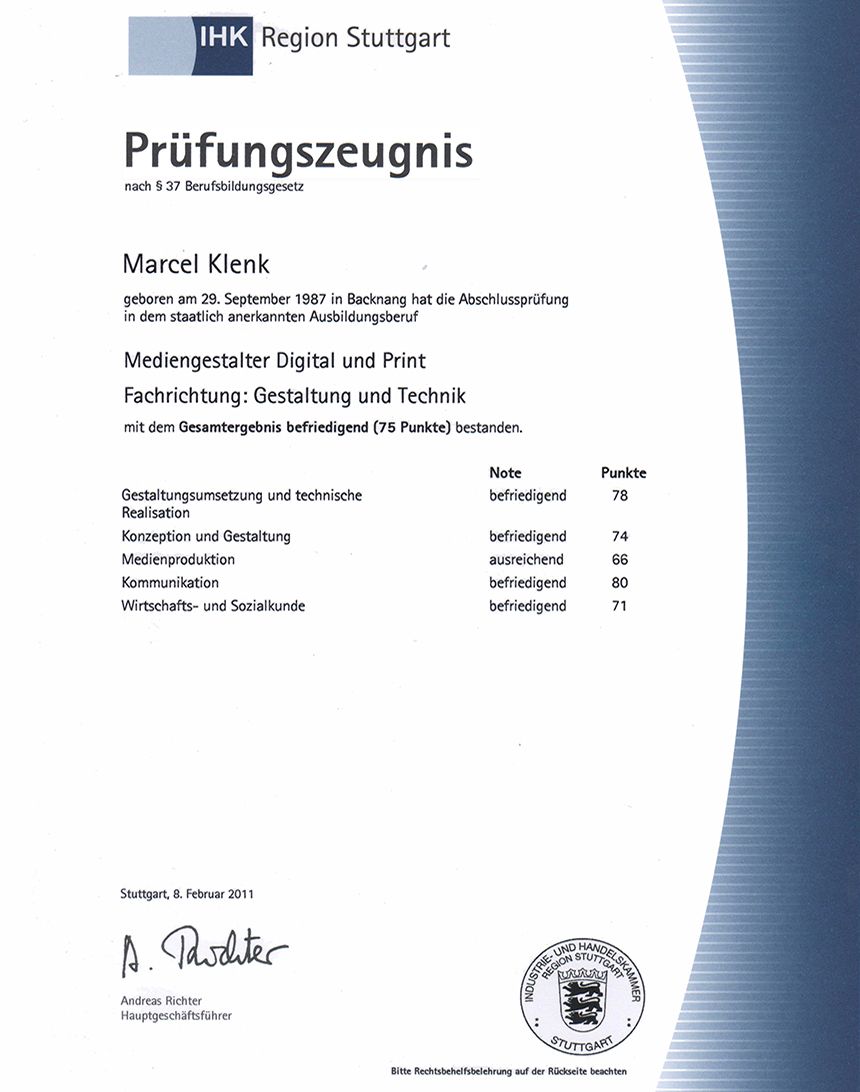 IHK Region Stuttgart
Prüfungszeugnis
nach § 37 Berufsbildungsgesetz
Marcel Klenk
geboren am 29. September 1987 in Backnang hat die Abschlussprüfung
in dem staatlich anerkannten Ausbildungsberuf
Mediengestalter Digital und Print
Fachrichtung: Gestaltung und Technik
mit dem Gesamtergebnis befriedigend (75 Punkte) bestanden.
Note Punkte
Gestaltungsumsetzung und technische befriedigend 78
Realisation
Konzeption und Gestaltung befriedigend 74
Medienproduktion ausreichend 66
Kommunikation befriedigend 80
Wirtschafts- und Sozialkunde befriedigend 71
Stuttgart, 8. Februar 2011
A. Richter
Andreas Richter
Hauptgeschäftsführer
INDUSTRIE- UND HANDELSKAMMER
REGION STUTTGART
STUTTGART
Bitte Rechtsbehelfsbelehrung auf der Rückseite beachten